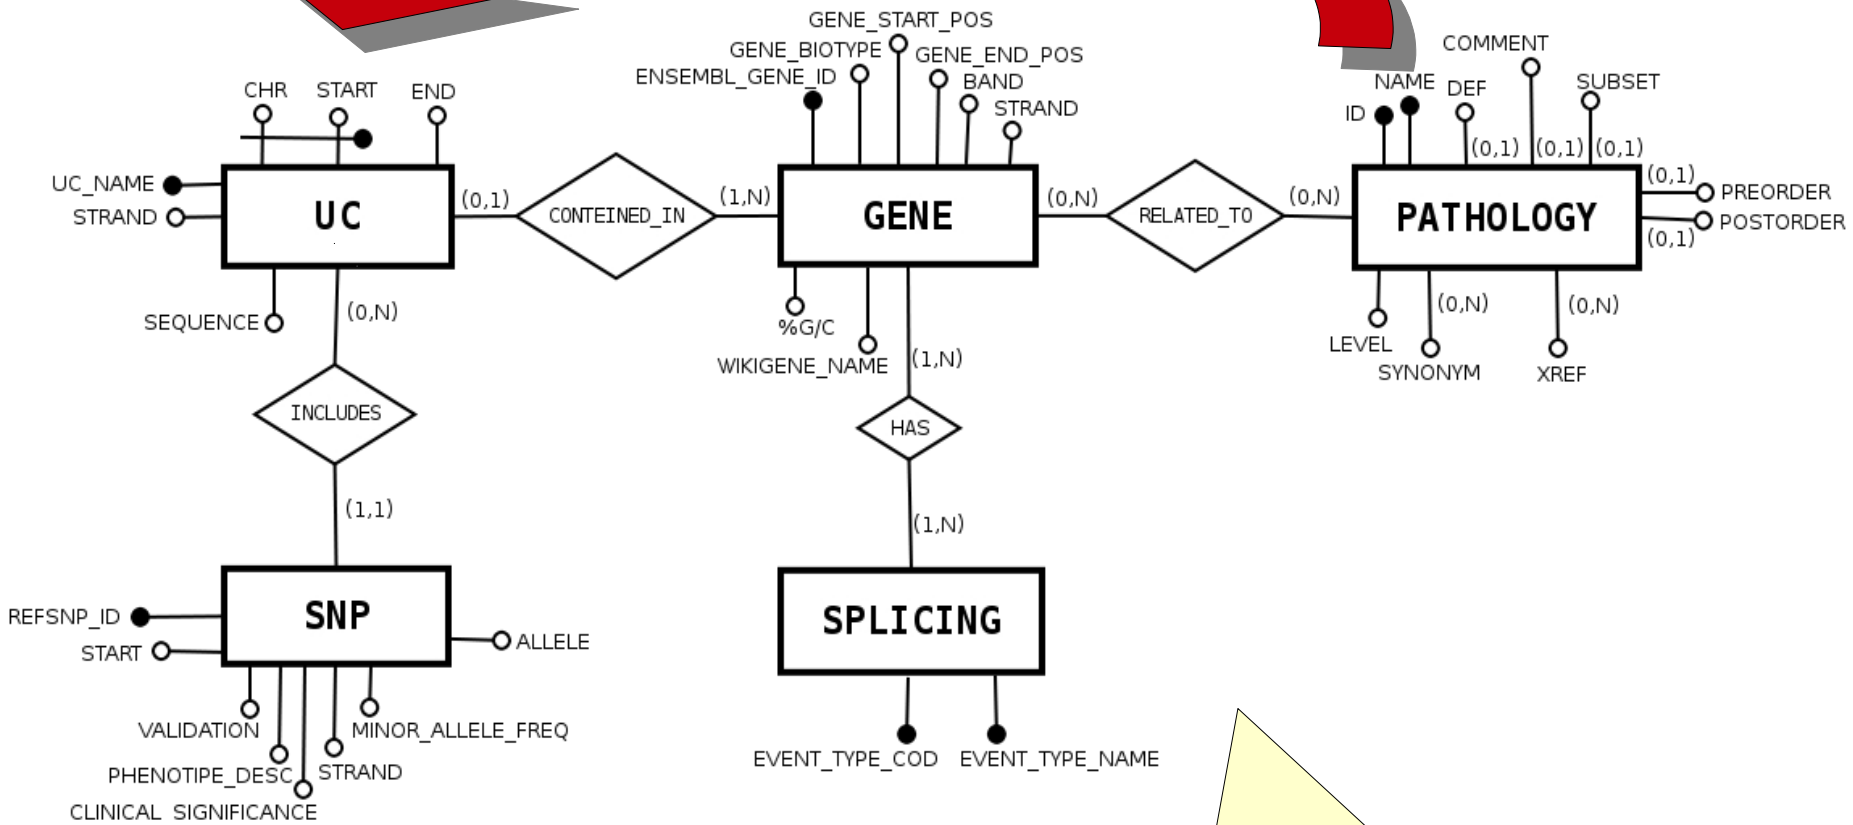 GENE_START_POS
GENE_BIOTYPE
GENE_END_POS
ENSEMBL_GENE_ID
BAND
STRAND
COMMENT
NAME
DEF
SUBSET
ID
CHR
START
END
(0,1)
(0,1)
(0,1)
(0,1)
PREORDER
(0,1)
POSTORDER
UC_NAME
STRAND
UC
(0,1)
CONTEINED_IN
(1,N)
GENE
(0,N)
RELATED_TO
(0,N)
PATHOLOGY
SEQUENCE
(0,N)
%G/C
WIKIGENE_NAME
(1,N)
LEVEL
(0,N)
SYNONYM
(0,N)
XREF
INCLUDES
HAS
(1,1)
(1,N)
REFSNP_ID
START
SNP
ALLELE
SPLICING
VALIDATION
MINOR_ALLELE_FREQ
PHENOTIPE_DESC
STRAND
CLINICAL SIGNIFICANCE
EVENT_TYPE_COD
EVENT_TYPE_NAME